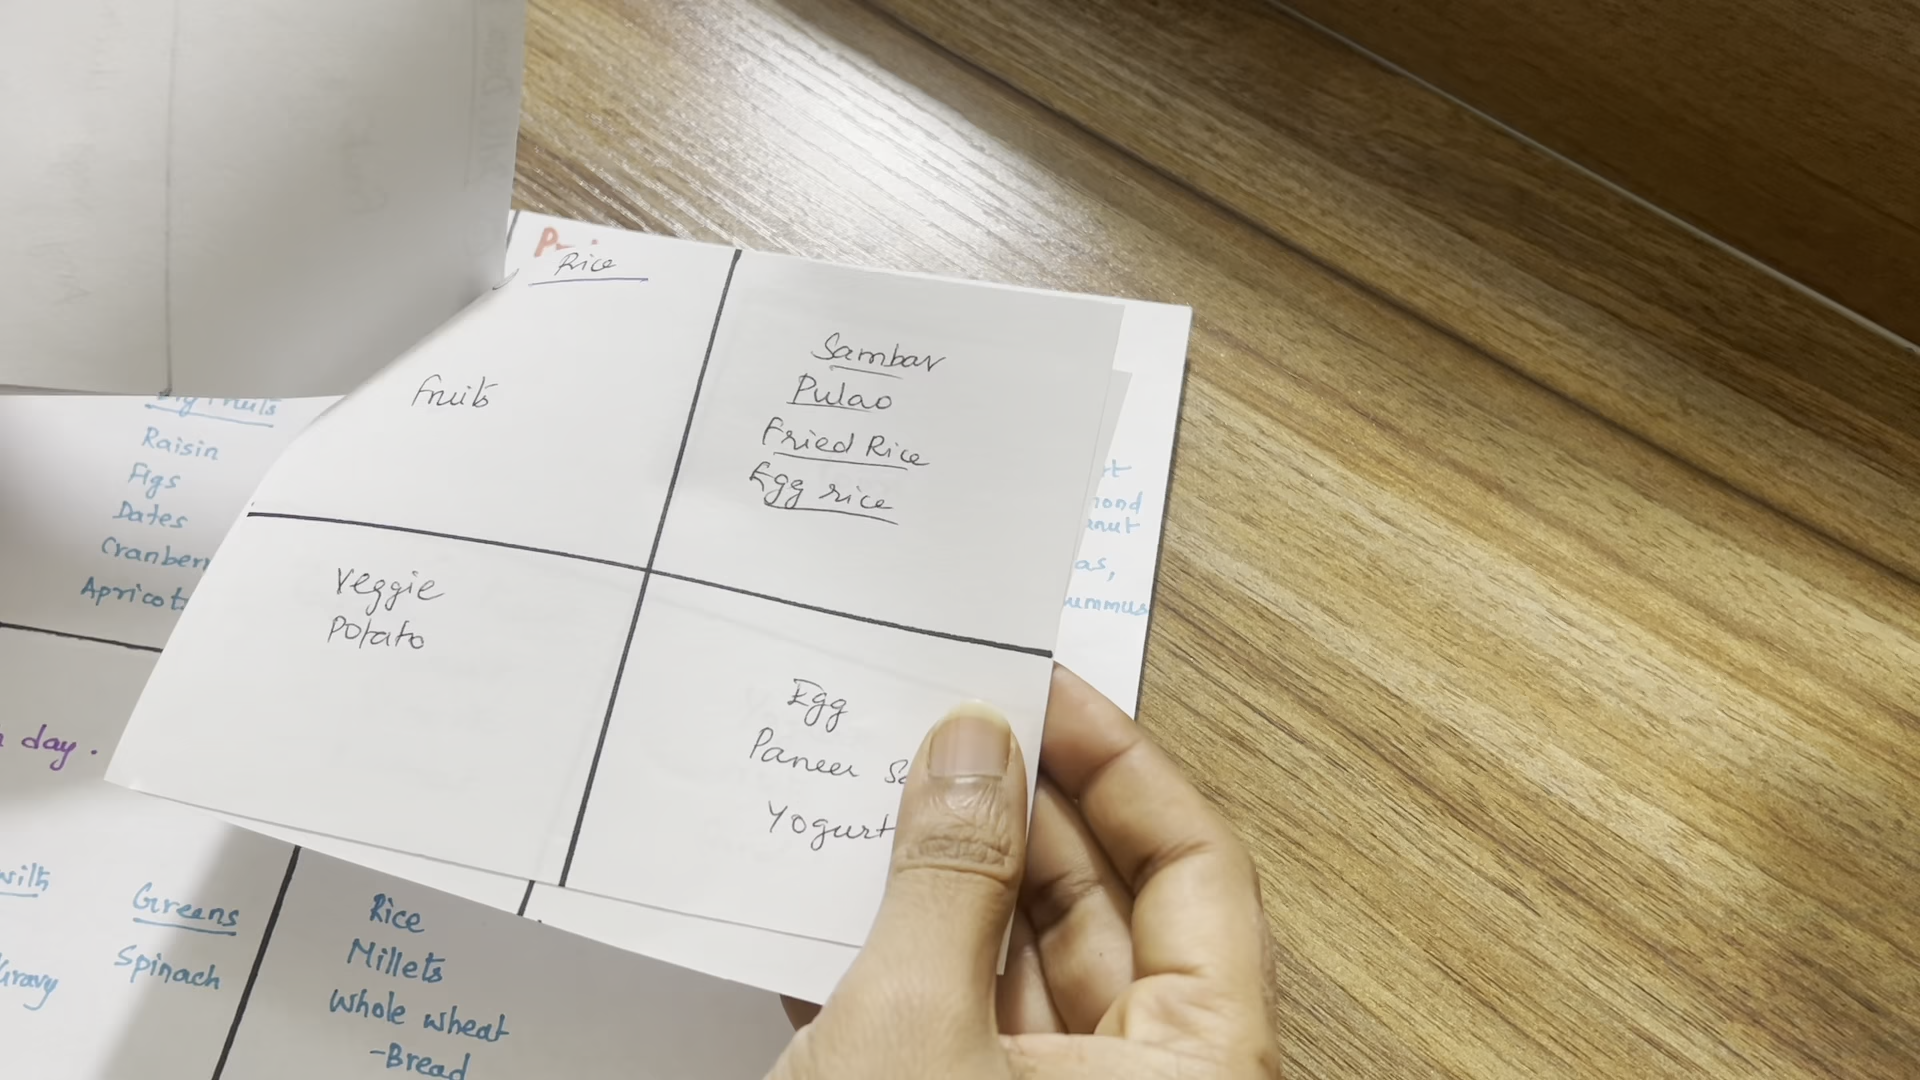 Rice
Fruits
Sambar
Pulao
Fried Rice
Egg rice
Veggie
Potato
Egg
Paneer
Yogurt
Raisin
Figs
Dates
Apricot
day.
Greens
Spinach
Gravy
Rice
Millets
Whole wheat
-Bread